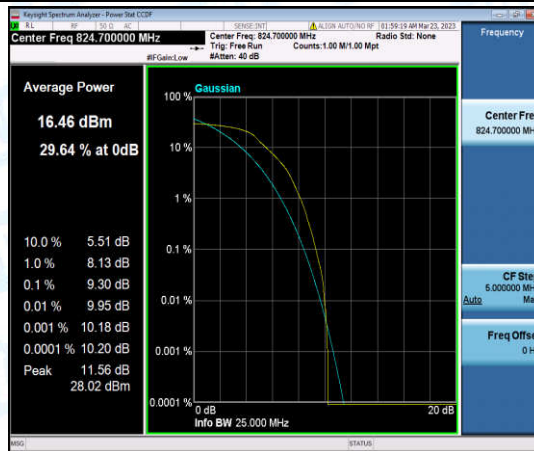 Keysight Spectrum Analyzer - Power Stat CCDF
RL RF 50 Ω AC SENSE:INT ALIGN AUTO/NO RF 01:59:19 AM Mar 23, 2023
Center Freq 824.700000 MHz
Center Freq: 824.700000 MHz Radio Std: None
Trig: Free Run Counts:1.00 M/1.00 Mpt
#IFGain:Low #Atten: 40 dB
Frequency
Average Power
16.46 dBm
29.64 % at 0dB
10.0 % 5.51 dB
1.0 % 8.13 dB
0.1 % 9.30 dB
0.01 % 9.95 dB
0.001 % 10.18 dB
0.0001 % 10.20 dB
Peak 11.56 dB
28.02 dBm
Gaussian
100 %
10 %
1 %
0.1 %
0.01 %
0.001 %
0.0001 %
0 dB 20 dB
Info BW 25.000 MHz
Center Fre
824.700000 MH
CF Ste
5.000000 MH
Auto Ma
Freq Offse
0 H
MSG STATUS